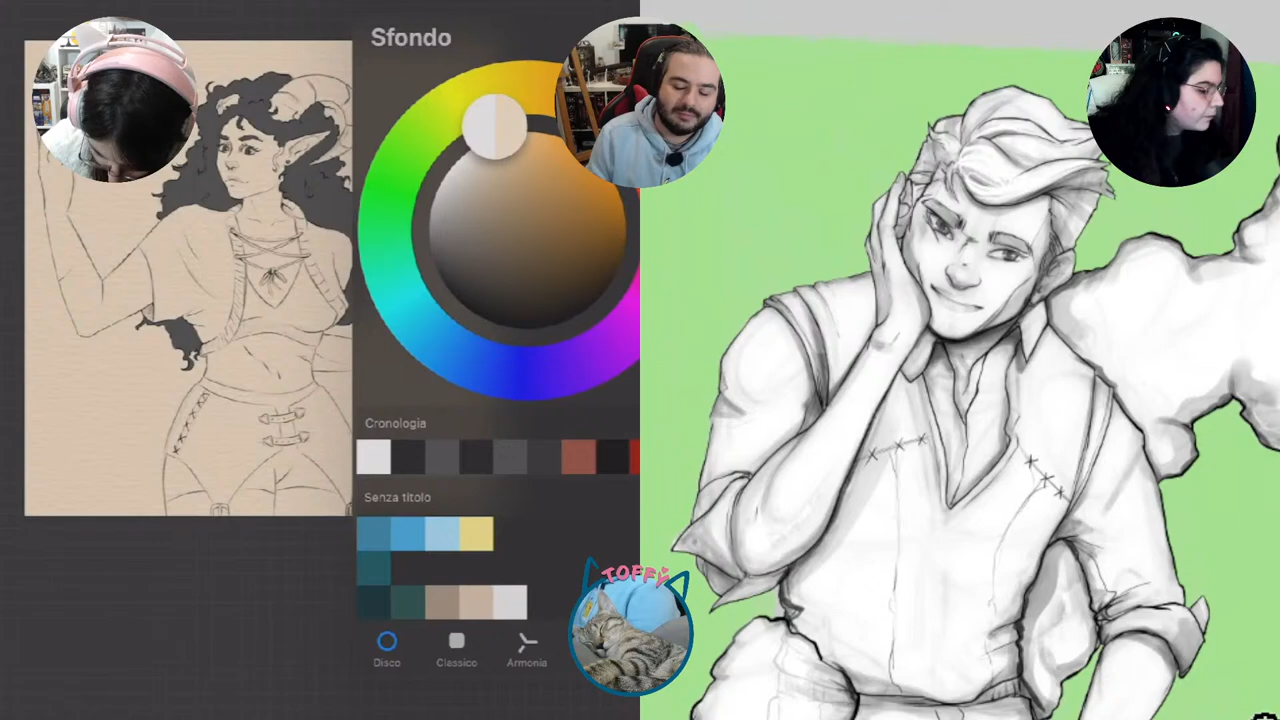 Sfondo
Cronologia
Senza titolo
Disco
Classico
Armonia
TOFFY